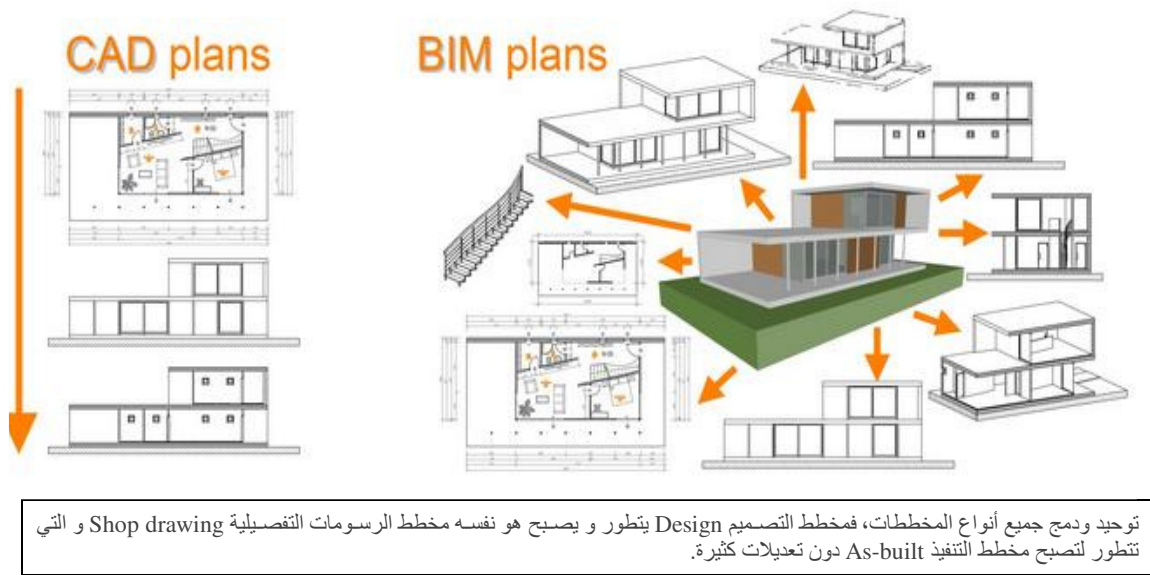 CAD plans
BIM plans
توحيد ودمج جميع أنواع المخططات، فمخطط التصميم Design يتطور و يصبح هو نفسه مخطط الرسومات التفصيلية Shop drawing و التي
تتطور لتصبح مخطط التنفيذ As-built دون تعديلات كثيرة.